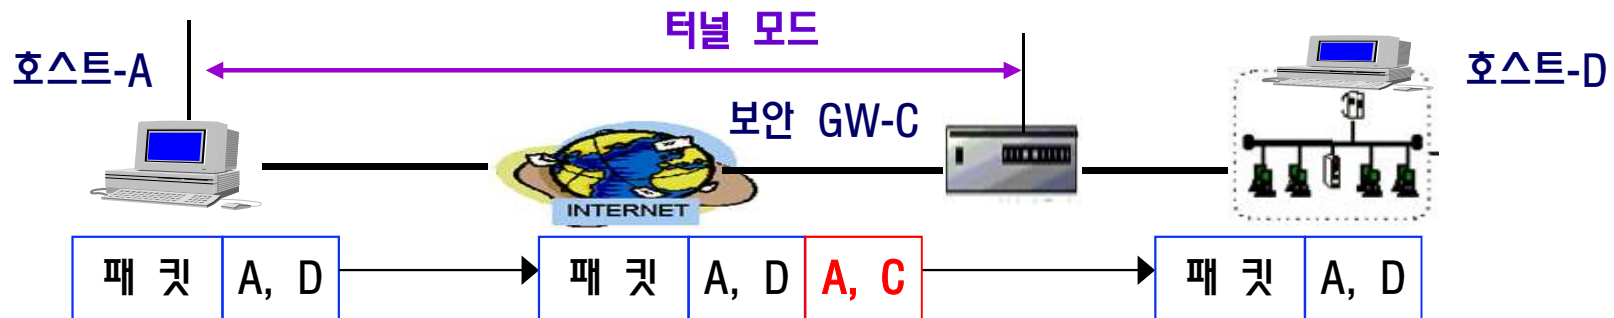 터널 모드
호스트-A
호스트-D
보안 GW-C
INTERNET
패 킷 A, D 패 킷 A, D A, C 패 킷 A, D